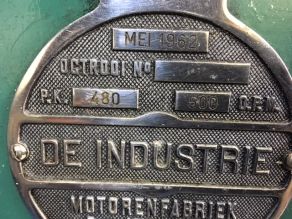 MEI 1962
OCTROOI No
P.K. 480 500 O.P.M.
DE INDUSTRIE
MOTORENFABRIEK